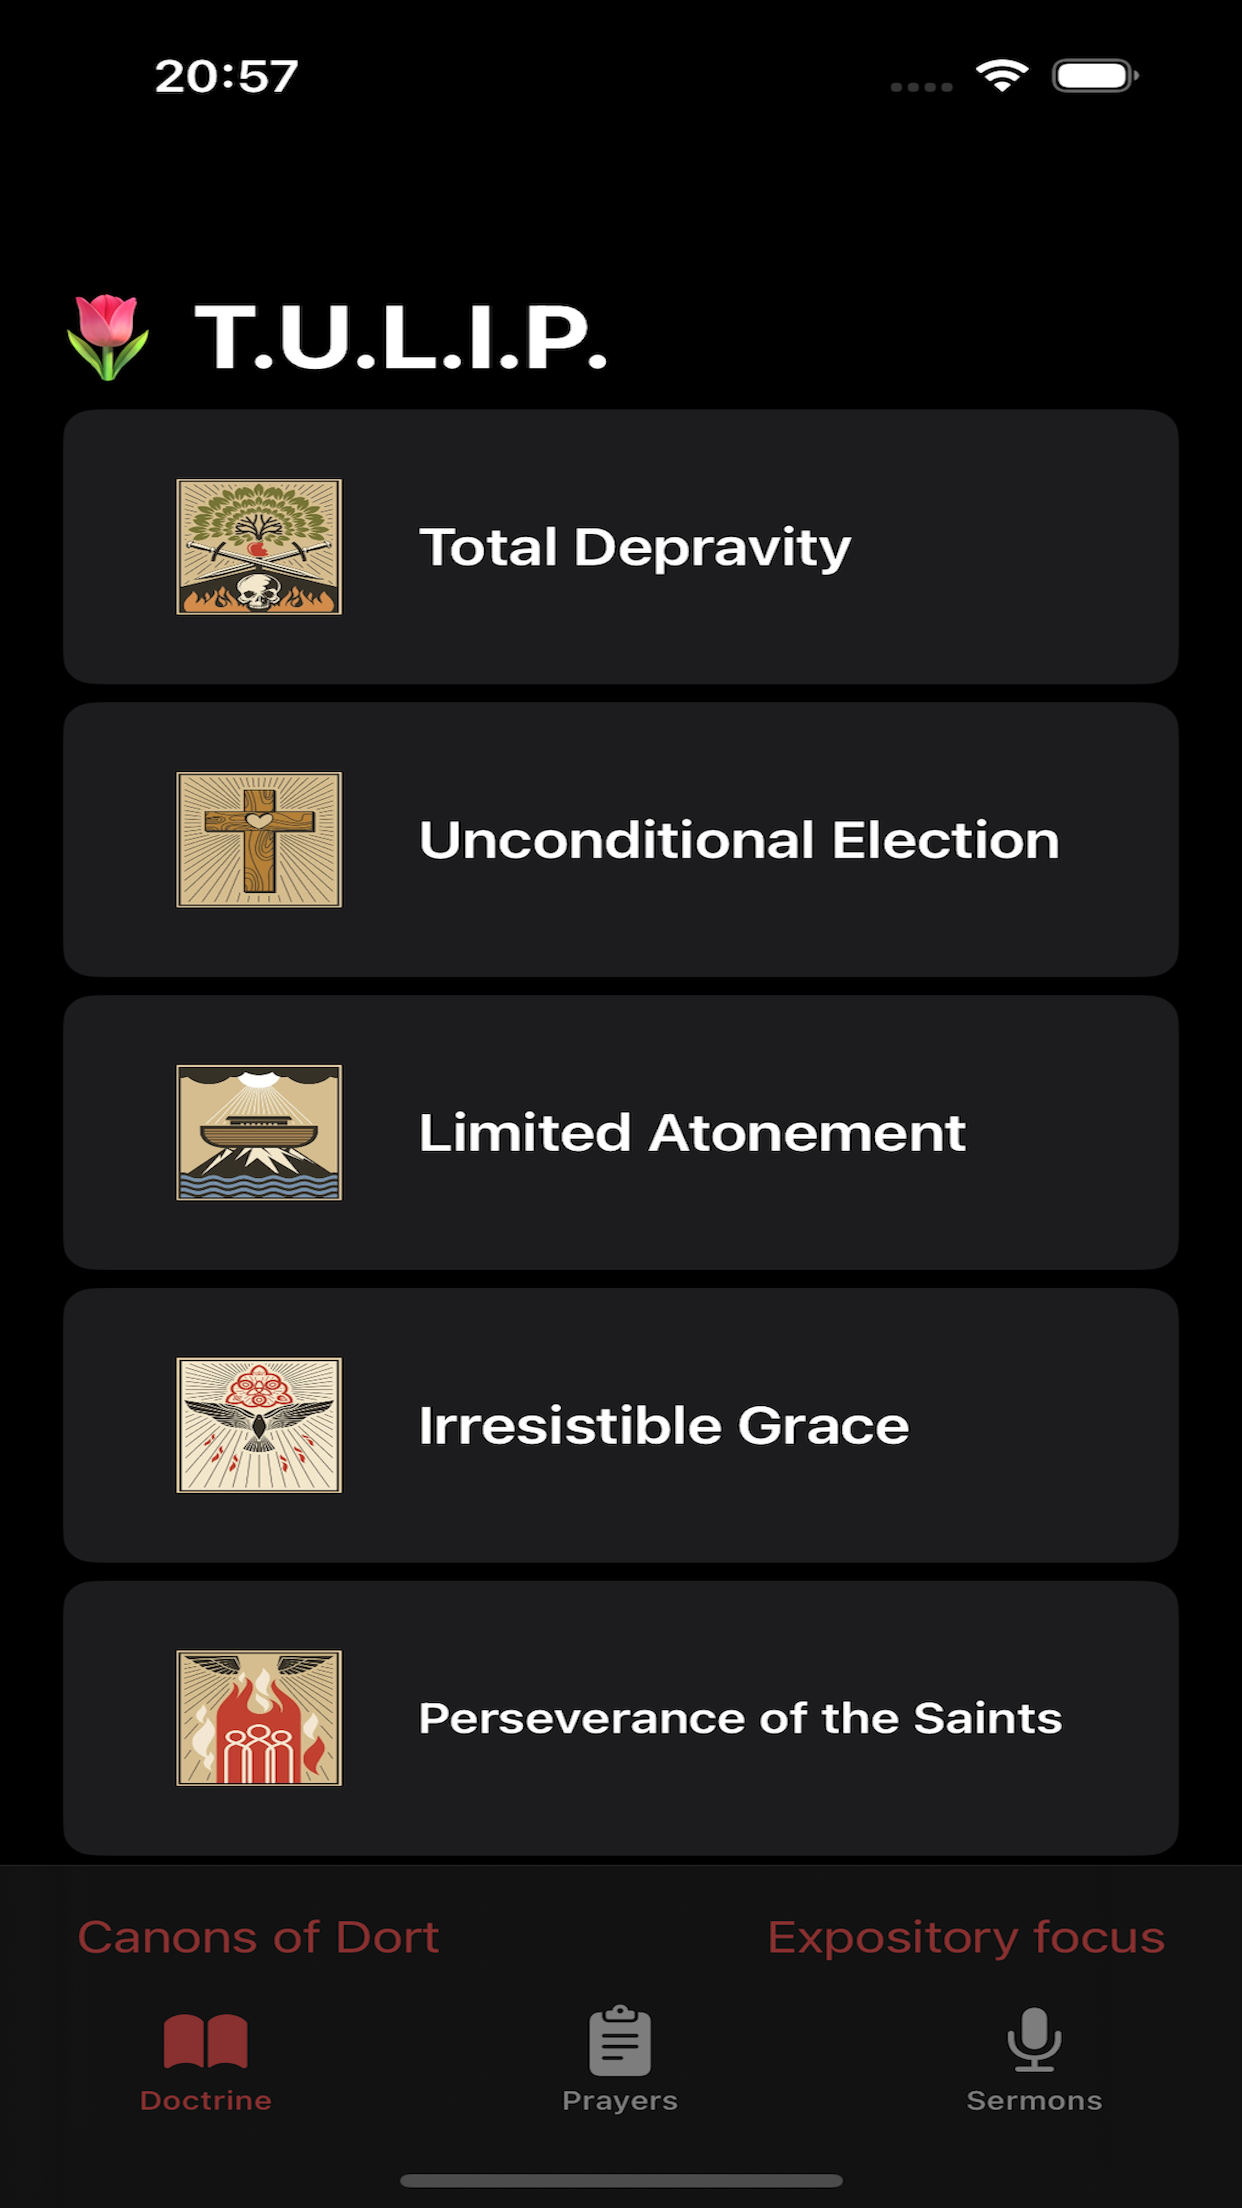 20:57
🌷 T.U.L.I.P.
Total Depravity
Unconditional Election
Limited Atonement
Irresistible Grace
Perseverance of the Saints
Canons of Dort
Expository focus
Doctrine
Prayers
Sermons